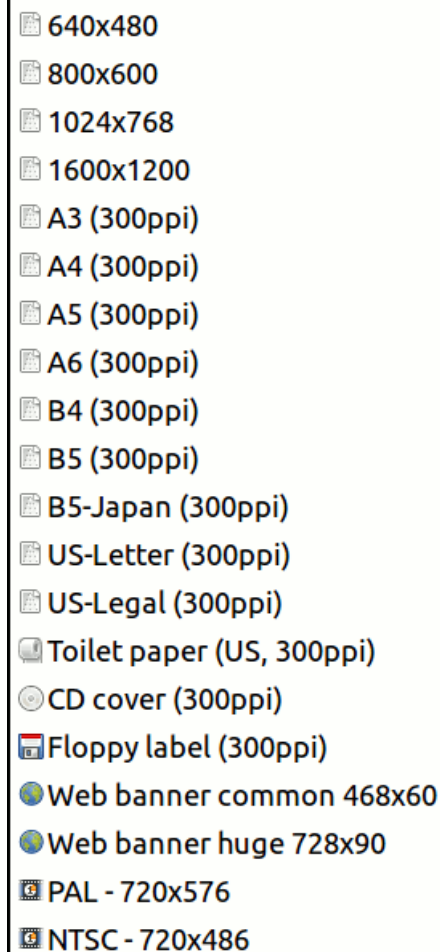 640x480
800x600
1024x768
1600x1200
A3 (300ppi)
A4 (300ppi)
A5 (300ppi)
A6 (300ppi)
B4 (300ppi)
B5 (300ppi)
B5-Japan (300ppi)
US-Letter (300ppi)
US-Legal (300ppi)
Toilet paper (US, 300ppi)
CD cover (300ppi)
Floppy label (300ppi)
Web banner common 468x60
Web banner huge 728x90
PAL - 720x576
NTSC - 720x486